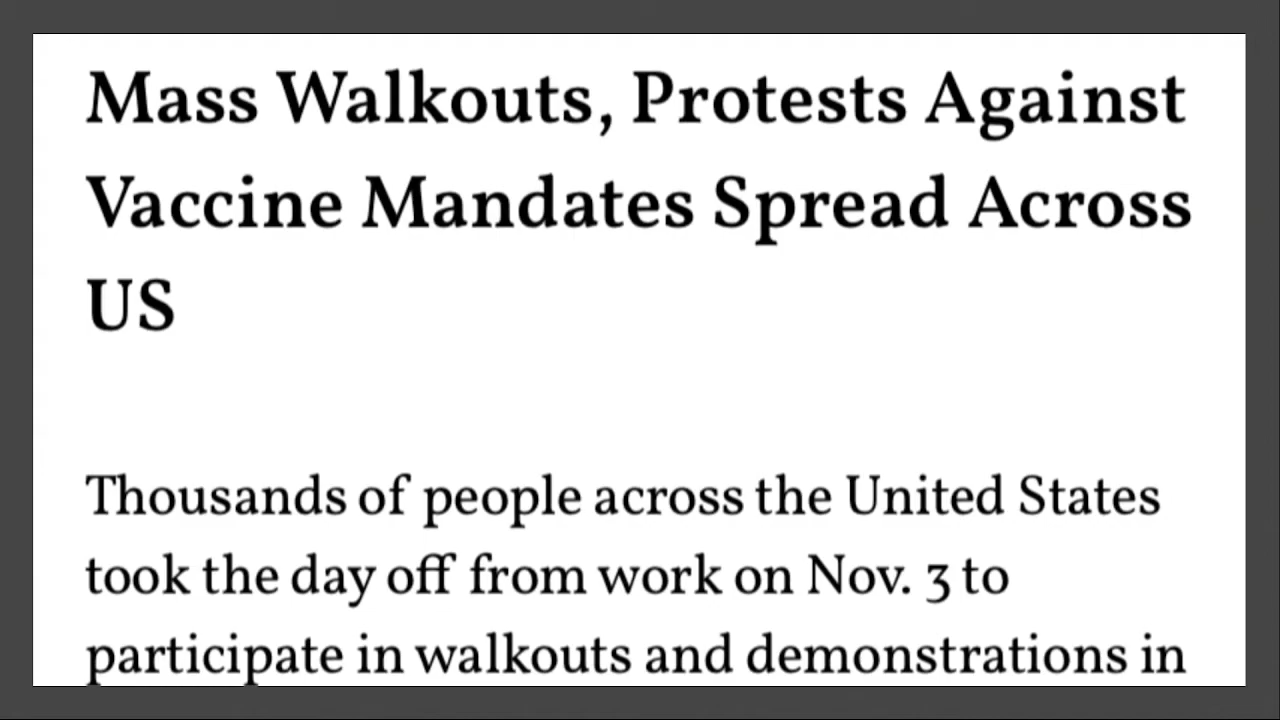 Mass Walkouts, Protests Against
Vaccine Mandates Spread Across
US
Thousands of people across the United States
took the day off from work on Nov. 3 to
participate in walkouts and demonstrations in